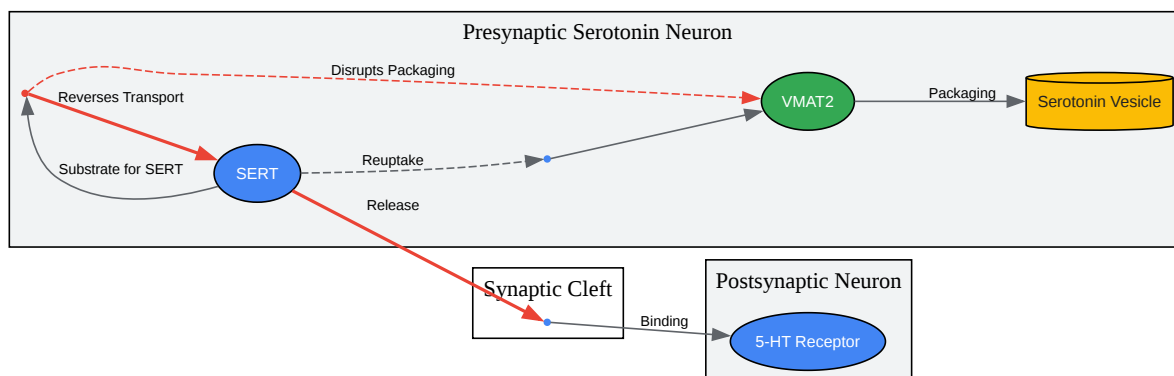 Presynaptic Serotonin Neuron
Disrupts Packaging
Reverses Transport
VMAT2
Packaging
Serotonin Vesicle
Substrate for SERT
SERT
Reuptake
Release
Synaptic Cleft
Postsynaptic Neuron
Binding
5-HT Receptor